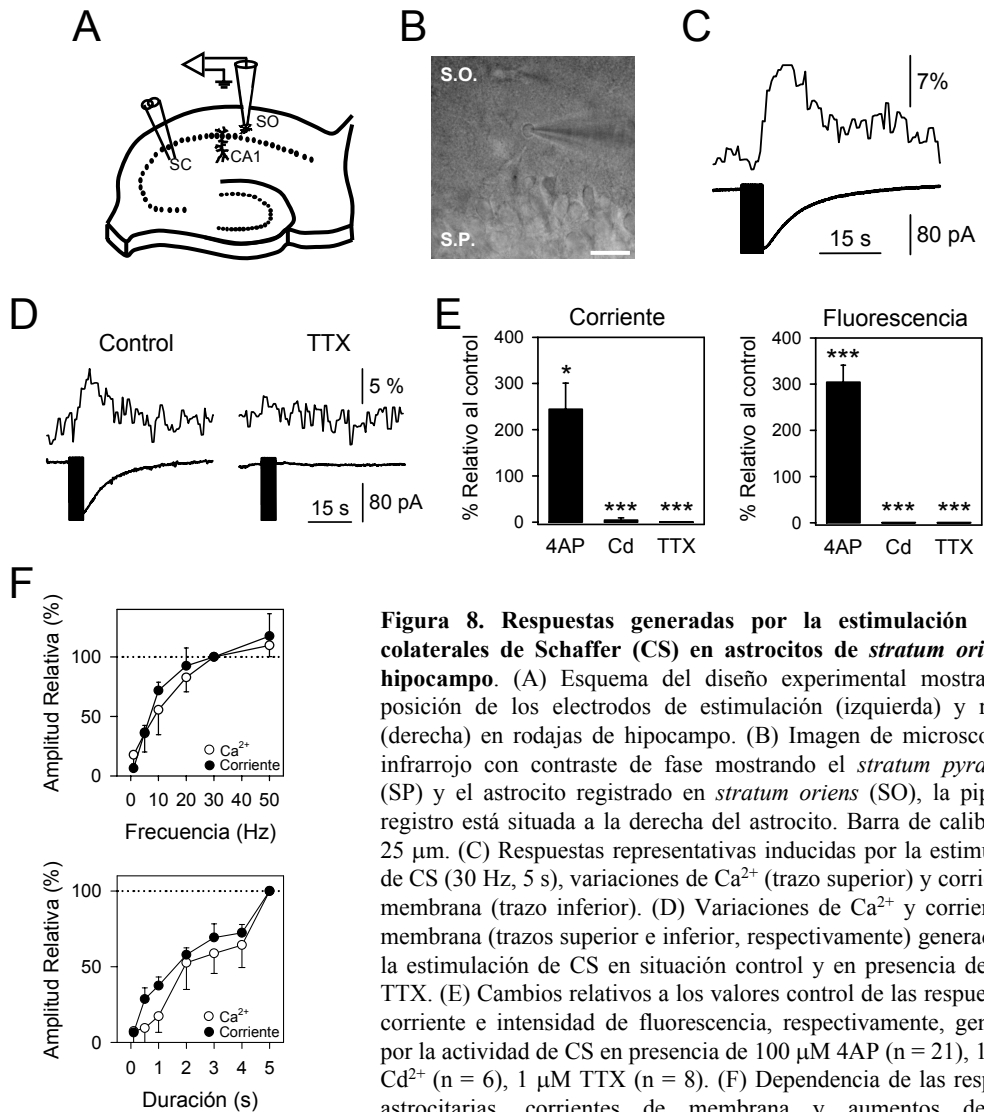 A
SO
SC
CA1
B
S.O.
S.P.
C
7%
15 s
80 pA
D
Control
TTX
5 %
15 s
80 pA
E
Corriente
% Relativo al control
400
300
200
100
0
*
***
***
4AP
Cd
TTX
Fluorescencia
% Relativo al control
400
300
200
100
0
***
***
***
4AP
Cd
TTX
F
Amplitud Relativa (%)
100
50
0
Ca²⁺
Corriente
0 10 20 30 40 50
Frecuencia (Hz)
Amplitud Relativa (%)
100
50
0
Ca²⁺
Corriente
0 1 2 3 4 5
Duración (s)
Figura 8. Respuestas generadas por la estimulación
colaterales de Schaffer (CS) en astrocitos de stratum ori
hipocampo. (A) Esquema del diseño experimental mostra
posición de los electrodos de estimulación (izquierda) y r
(derecha) en rodajas de hipocampo. (B) Imagen de microsco
infrarrojo con contraste de fase mostrando el stratum pyra
(SP) y el astrocito registrado en stratum oriens (SO), la pip
registro está situada a la derecha del astrocito. Barra de calib
25 μm. (C) Respuestas representativas inducidas por la estimu
de CS (30 Hz, 5 s), variaciones de Ca²⁺ (trazo superior) y corri
membrana (trazo inferior). (D) Variaciones de Ca²⁺ y corrien
membrana (trazos superior e inferior, respectivamente) genera
la estimulación de CS en situación control y en presencia de
TTX. (E) Cambios relativos a los valores control de las respue
corriente e intensidad de fluorescencia, respectivamente, gen
por la actividad de CS en presencia de 100 μM 4AP (n = 21), 1
Cd²⁺ (n = 6), 1 μM TTX (n = 8). (F) Dependencia de las resp
astrocitarias, corrientes de membrana y aumentos de